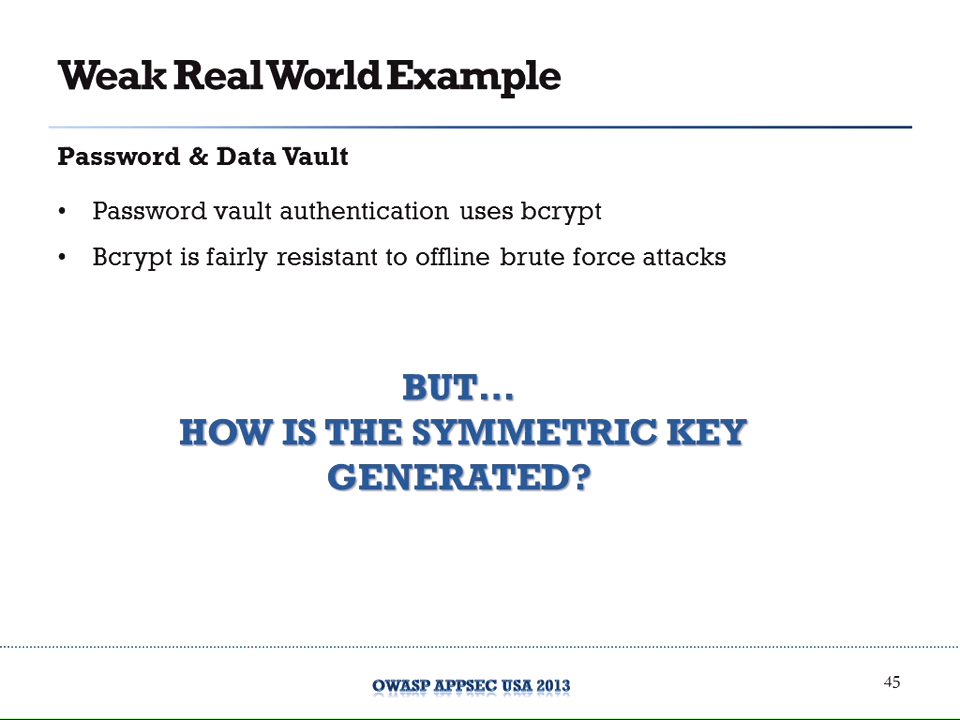 Weak Real World Example
Password & Data Vault
• Password vault authentication uses bcrypt
• Bcrypt is fairly resistant to offline brute force attacks
BUT...
HOW IS THE SYMMETRIC KEY
GENERATED?
OWASP APPSEC USA 2013
45